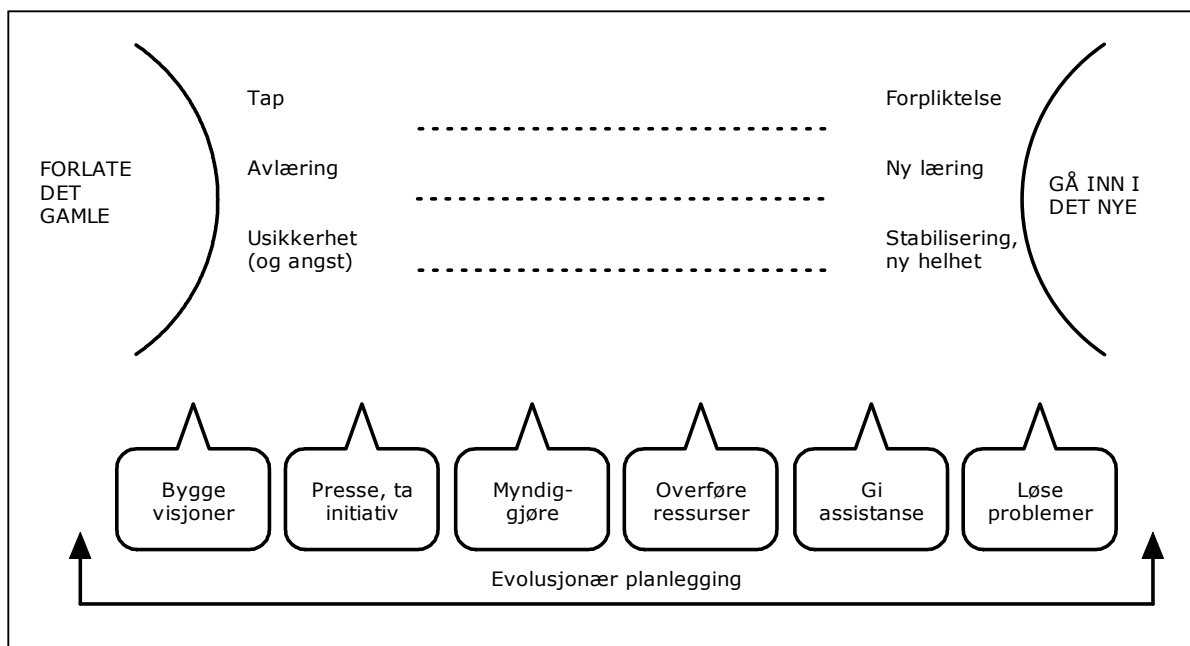 FORLATE
DET
GAMLE
Tap
Avlæring
Usikkerhet
(og angst)
Forpliktelse
Ny læring
Stabilisering,
ny helhet
GÅ INN I
DET NYE
Bygge
visjoner
Presse, ta
initiativ
Myndig-
gjøre
Overføre
ressurser
Gi
assistanse
Løse
problemer
Evolusjonær planlegging